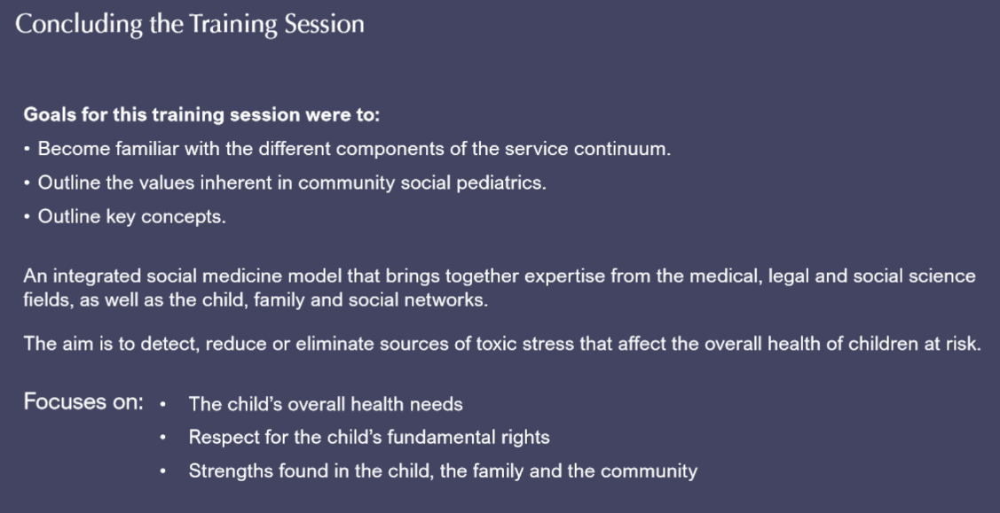 Concluding the Training Session
Goals for this training session were to:
• Become familiar with the different components of the service continuum.
• Outline the values inherent in community social pediatrics.
• Outline key concepts.
An integrated social medicine model that brings together expertise from the medical, legal and social science
fields, as well as the child, family and social networks.
The aim is to detect, reduce or eliminate sources of toxic stress that affect the overall health of children at risk.
Focuses on: • The child’s overall health needs
• Respect for the child’s fundamental rights
• Strengths found in the child, the family and the community